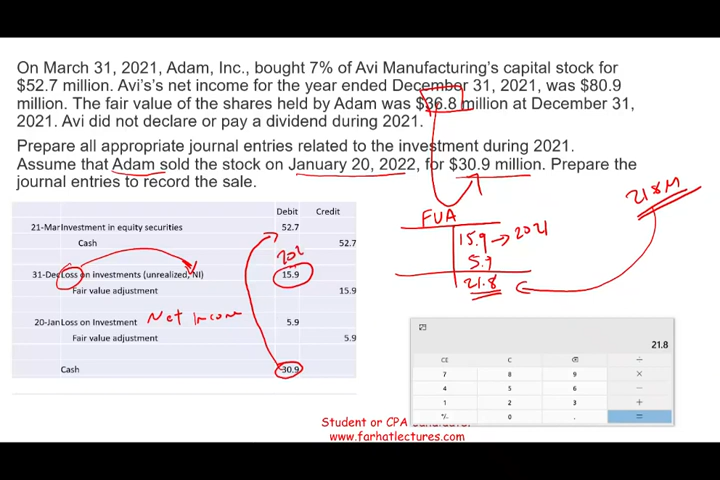 On March 31, 2021, Adam, Inc., bought 7% of Avi Manufacturing's capital stock for
$52.7 million. Avi's's net income for the year ended December 31, 2021, was $80.9
million. The fair value of the shares held by Adam was $36.8 million at December 31,
2021. Avi did not declare or pay a dividend during 2021.
Prepare all appropriate journal entries related to the investment during 2021.
Assume that Adam sold the stock on January 20, 2022, for $30.9 million. Prepare the
journal entries to record the sale.
21.8 M
FVA
15.9 → 2021
5.9
21.8
Debit Credit
21-Mar Investment in equity securities 52.7
Cash 52.7
202
31-Dec Loss on investments (unrealized, NI) 15.9
Fair value adjustment 15.9
20-Jan Loss on Investment Net Income 5.9
Fair value adjustment 5.9
Cash 30.9
21.8
CE C ÷
7 8 9 ×
4 5 6 −
1 2 3 +
+/- 0 . =
Student or CPA
www.farhatlectures.com